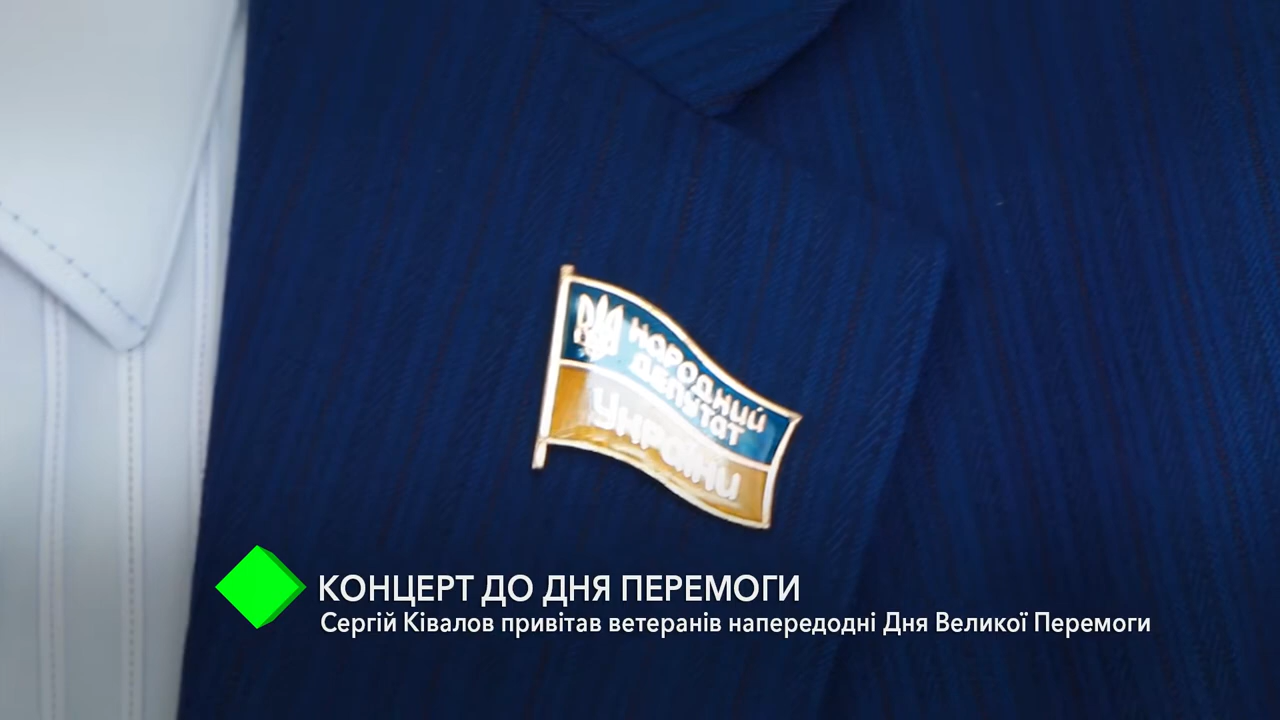 НАРОДНИЙ
ДЕПУТАТ
УКРАЇНИ
КОНЦЕРТ ДО ДНЯ ПЕРЕМОГИ
Сергій Ківалов привітав ветеранів напередодні Дня Великої Перемоги